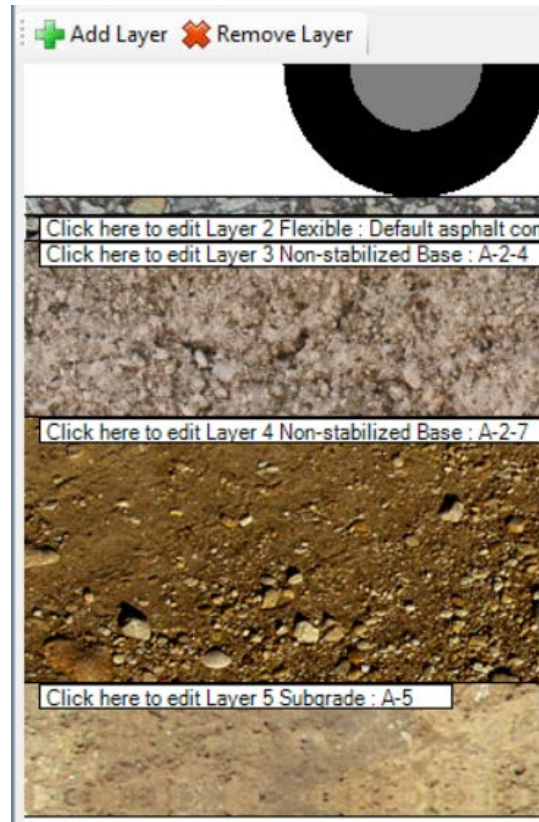 Add Layer Remove Layer
Click here to edit Layer 2 Flexible : Default asphalt con
Click here to edit Layer 3 Non-stabilized Base : A-2-4
Click here to edit Layer 4 Non-stabilized Base : A-2-7
Click here to edit Layer 5 Subgrade : A-5